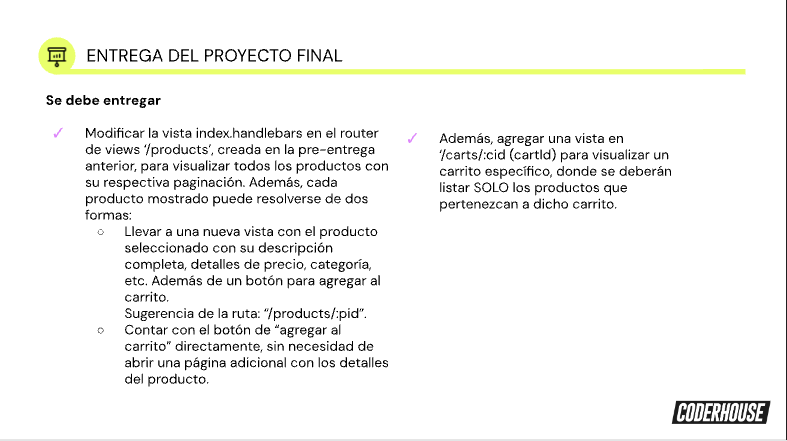 ENTREGA DEL PROYECTO FINAL
Se debe entregar
✓ Modificar la vista index.handlebars en el router
de views ‘/products’, creada en la pre-entrega
anterior, para visualizar todos los productos con
su respectiva paginación. Además, cada
producto mostrado puede resolverse de dos
formas:
○ Llevar a una nueva vista con el producto
seleccionado con su descripción
completa, detalles de precio, categoría,
etc. Además de un botón para agregar al
carrito.
Sugerencia de la ruta: “/products/:pid”.
○ Contar con el botón de “agregar al
carrito” directamente, sin necesidad de
abrir una página adicional con los detalles
del producto.
✓ Además, agregar una vista en
‘/carts/:cid (cartId) para visualizar un
carrito específico, donde se deberán
listar SOLO los productos que
pertenezcan a dicho carrito.
CODERHOUSE